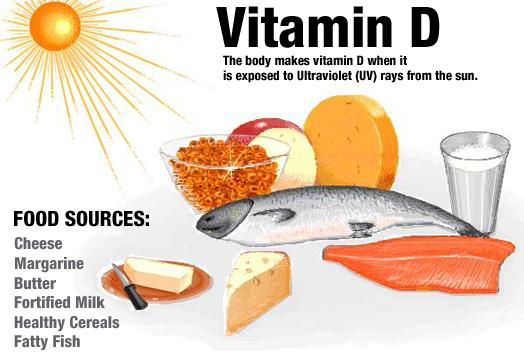 Vitamin D
The body makes vitamin D when it
is exposed to Ultraviolet (UV) rays from the sun.
FOOD SOURCES:
Cheese
Margarine
Butter
Fortified Milk
Healthy Cereals
Fatty Fish